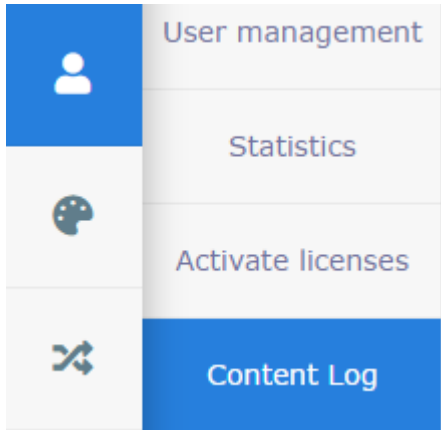 User management
Statistics
Activate licenses
Content Log